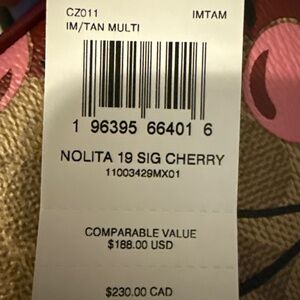 CZ011 IMTAM
IM/TAN MULTI
1 96395 66401 6
NOLITA 19 SIG CHERRY
11003429MX01
COMPARABLE VALUE
$188.00 USD
$230.00 CAD